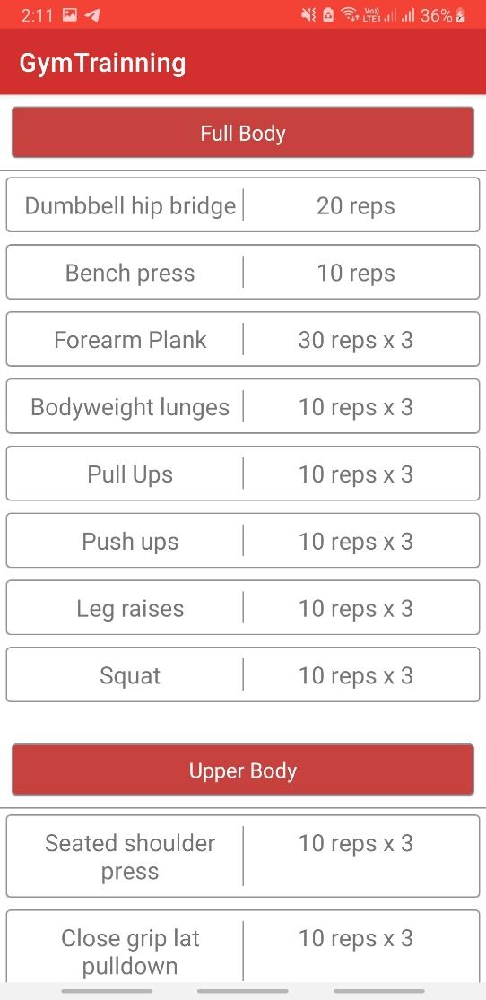 2:11 Vo)) LTE1 36%
GymTrainning
Full Body
Dumbbell hip bridge 20 reps
Bench press 10 reps
Forearm Plank 30 reps x 3
Bodyweight lunges 10 reps x 3
Pull Ups 10 reps x 3
Push ups 10 reps x 3
Leg raises 10 reps x 3
Squat 10 reps x 3
Upper Body
Seated shoulder 10 reps x 3
press
Close grip lat 10 reps x 3
pulldown